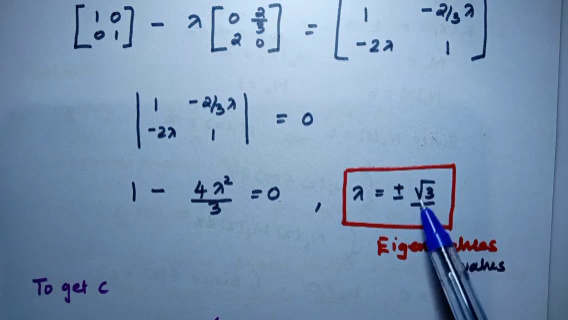 [1 0 0 1] - λ [0 2/3 2 0] = [1 -2/3 λ -2λ 1]
|1 -2/3 λ -2λ 1| = 0
1 - 4λ²/3 = 0 , λ = ± √3
values
To get c